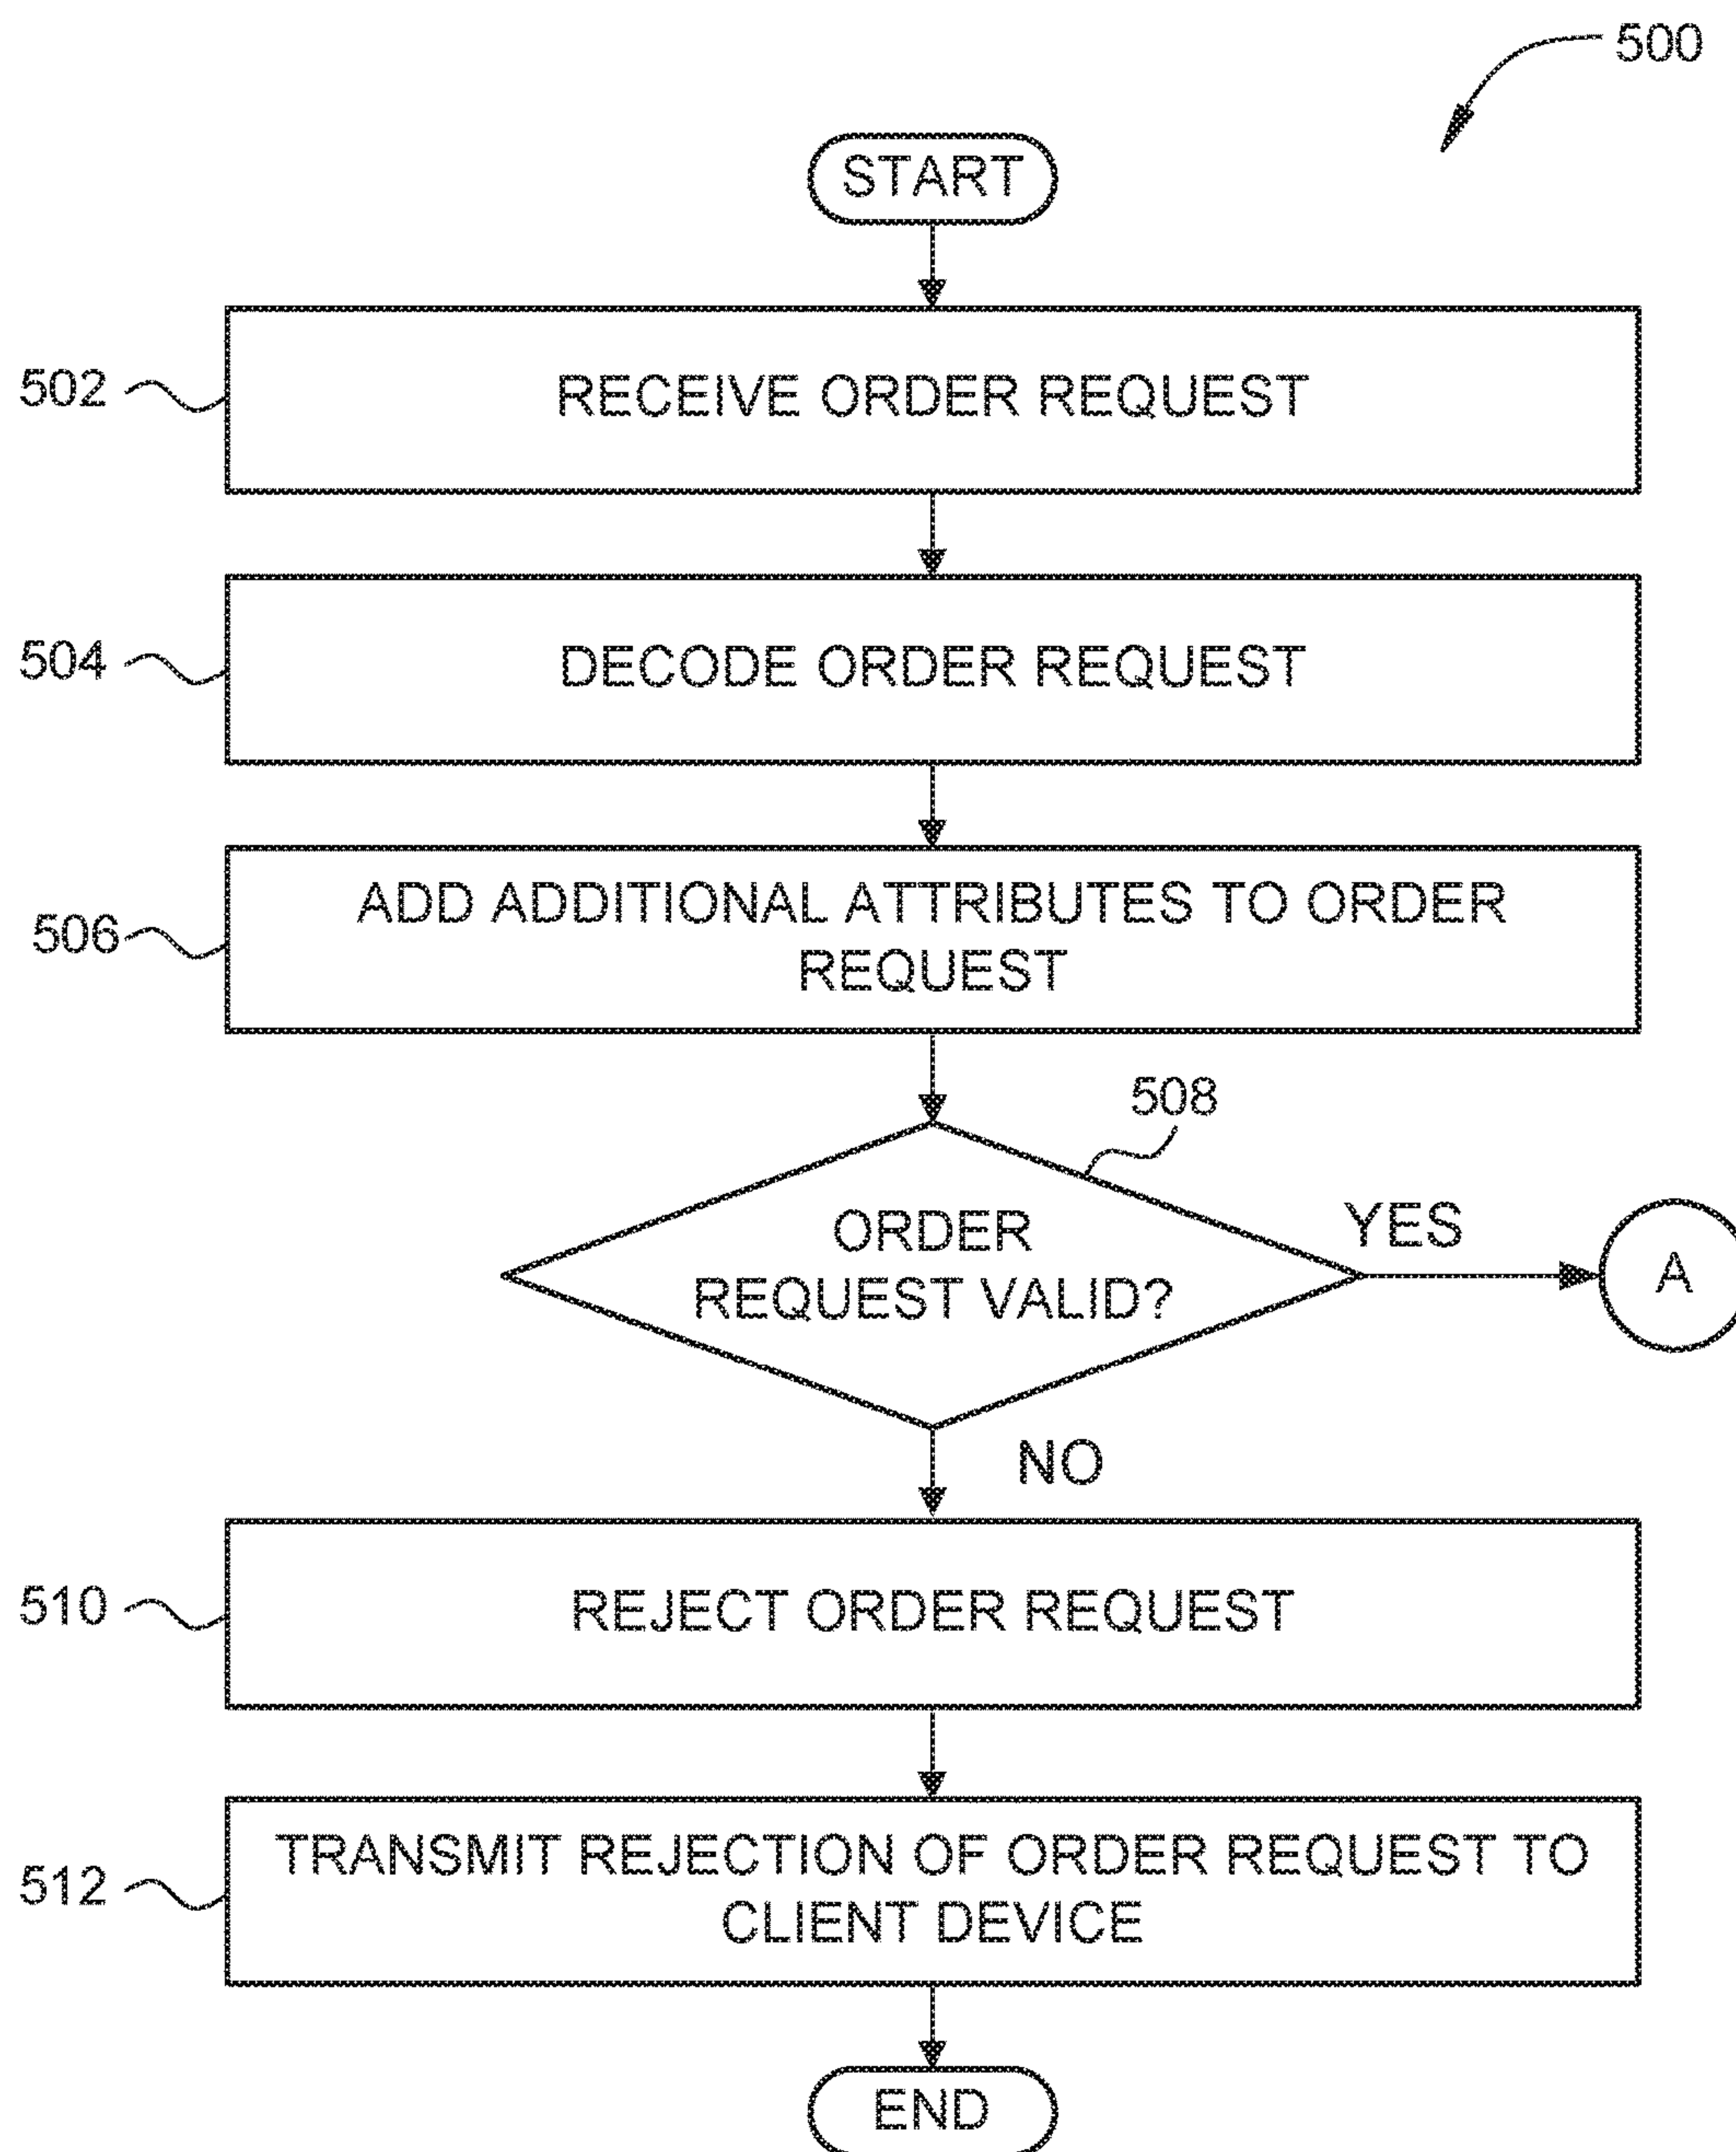 500
START
502
RECEIVE ORDER REQUEST
504
DECODE ORDER REQUEST
506
ADD ADDITIONAL ATTRIBUTES TO ORDER
REQUEST
508
ORDER
REQUEST VALID?
YES
A
NO
510
REJECT ORDER REQUEST
512
TRANSMIT REJECTION OF ORDER REQUEST TO
CLIENT DEVICE
END